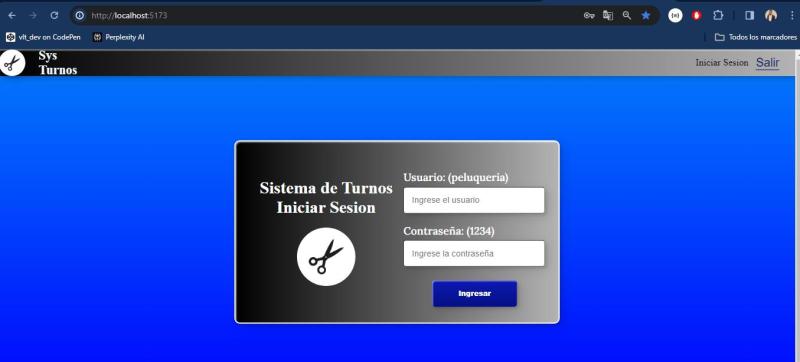 http://localhost:5173
vlt_dev on CodePen
Perplexity AI
Todos los marcadores
Sys
Turnos
Iniciar Sesion
Salir
Sistema de Turnos
Iniciar Sesion
Usuario: (peluqueria)
Ingrese el usuario
Contraseña: (1234)
Ingrese la contraseña
Ingresar